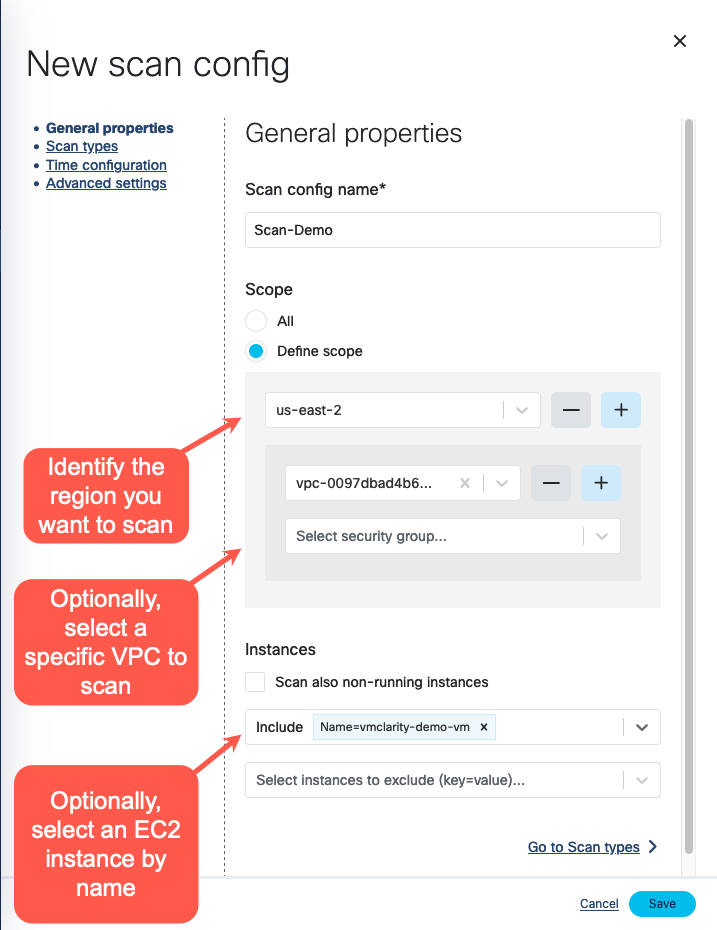 New scan config
General properties
Scan types
Time configuration
Advanced settings
General properties
Scan config name*
Scan-Demo
Scope
All
Define scope
us-east-2
Identify the
region you
want to scan
vpc-0097dbad4b6...
Select security group...
Optionally,
select a
specific VPC to
scan
Instances
Scan also non-running instances
Include Name=vmclarity-demo-vm
Select instances to exclude (key=value)...
Optionally,
select an EC2
instance by
name
Go to Scan types
Cancel
Save